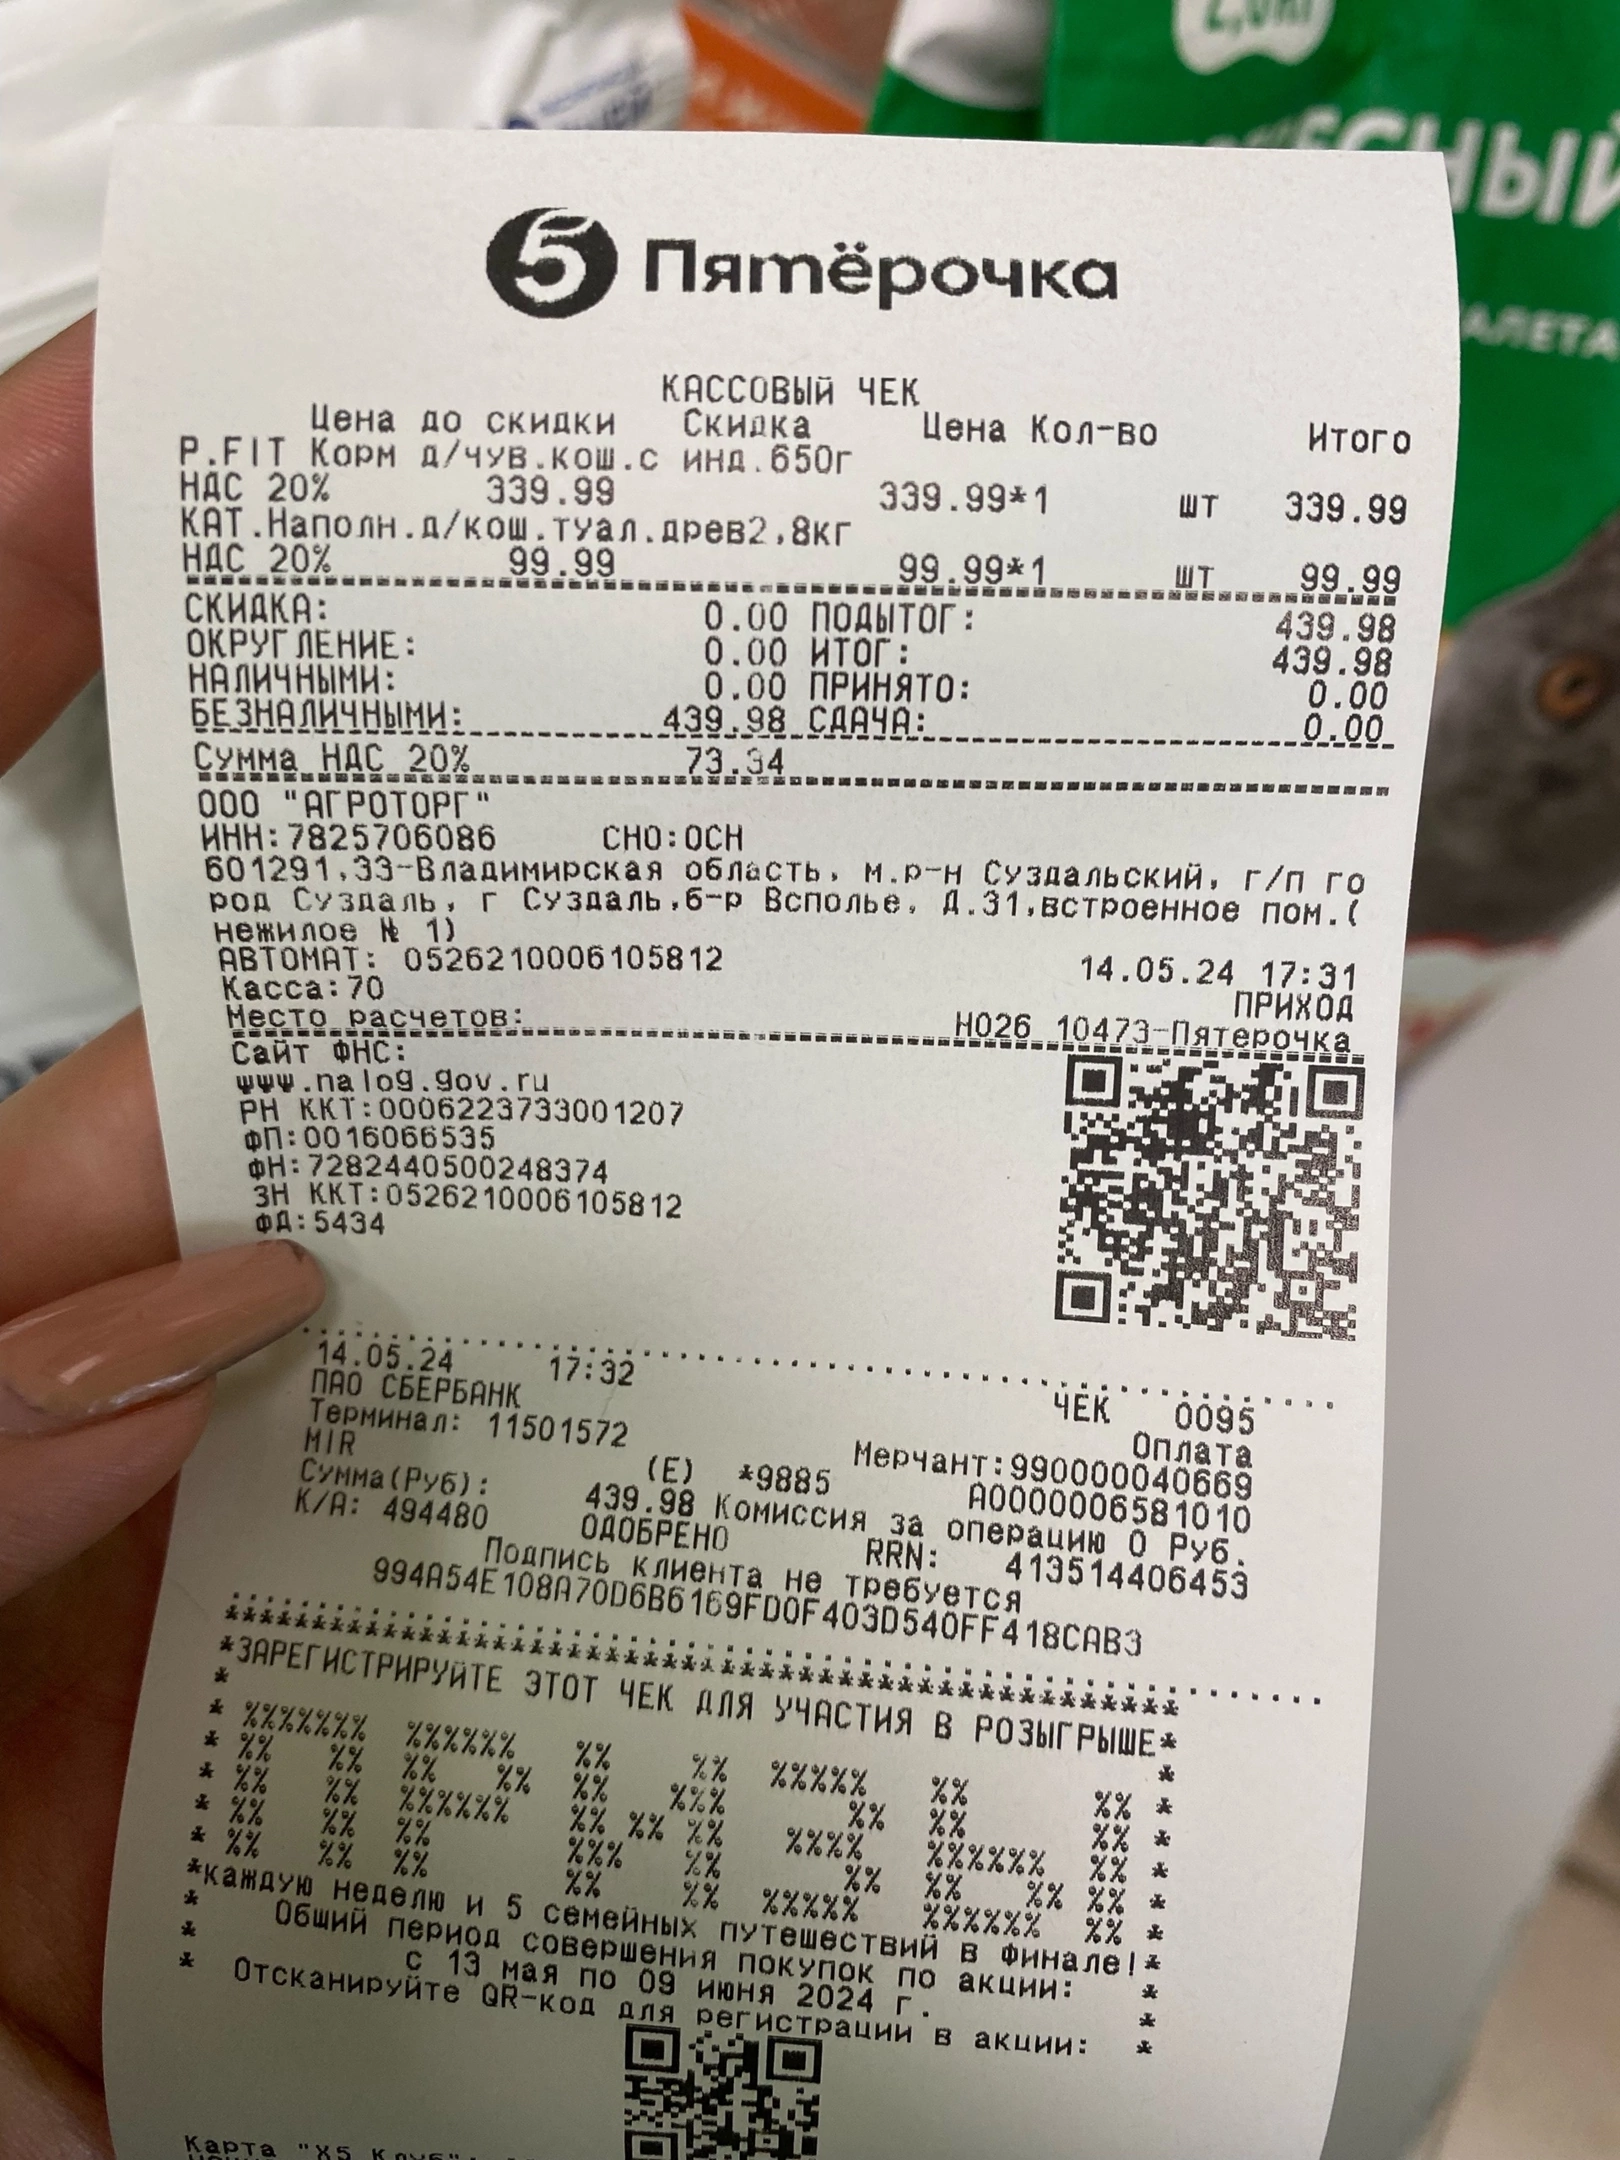 2,8кг
ЕСНЫЙ
АЛЕТА
5 Пятёрочка
КАССОВЫЙ ЧЕК
Цена до скидки Скидка Цена Кол-во Итого
P.FIT Корм д/чув.кош.с инд.650г
НДС 20% 339.99 339.99*1 шт 339.99
КАТ.Наполн.д/кош.туал.древ2,8кг
НДС 20% 99.99 99.99*1 шт 99.99
СКИДКА: 0.00 ПОДЫТОГ: 439.98
ОКРУГЛЕНИЕ: 0.00 ИТОГ: 439.98
НАЛИЧНЫМИ: 0.00 ПРИНЯТО: 0.00
БЕЗНАЛИЧНЫМИ: 439.98 СДАЧА: 0.00
Сумма НДС 20% 73.34
ООО "АГРОТОРГ"
ИНН:7825706086 СНО:ОСН
601291,33-Владимирская область, м.р-н Суздальский, г/п го
род Суздаль, г Суздаль,б-р Всполье, Д.31,встроенное пом.(
нежилое № 1)
АВТОМАТ: 0526210006105812 14.05.24 17:31
Касса:70 ПРИХОД
Место расчетов: Н026 10473-Пятерочка
Сайт ФНС:
www.nalog.gov.ru
РН ККТ:0006223733001207
ФП:0016066535
ФН:7282440500248374
ЗН ККТ:0526210006105812
ФД:5434
14.05.24 17:32 ЧЕК 0095
ПАО СБЕРБАНК Оплата
Терминал: 11501572 Мерчант:990000040669
MIR (E) *9885 A0000006581010
Сумма(Руб): 439.98 Комиссия за операцию 0 Руб.
К/А: 494480 ОДОБРЕНО RRN: 413514406453
Подпись клиента не требуется
994A54E108A70D6B6169FD0F403D540FF418CAB3
*ЗАРЕГИСТРИРУЙТЕ ЭТОТ ЧЕК ДЛЯ УЧАСТИЯ В РОЗЫГРЫШЕ*
ПРИЗЫ
*каждую неделю и 5 семейных путешествий в финале!*
* Общий период совершения покупок по акции: *
* с 13 мая по 09 июня 2024 г. *
* Отсканируйте QR-код для регистрации в акции: *
Карта "X5 Клуб":